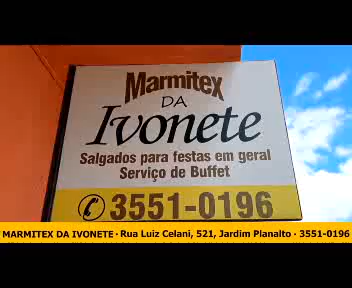 Marmitex
DA
Ivonete
Salgados para festas em geral
Serviço de Buffet
3551-0196
MARMITEX DA IVONETE · Rua Luiz Celani, 521, Jardim Planalto · 3551-0196